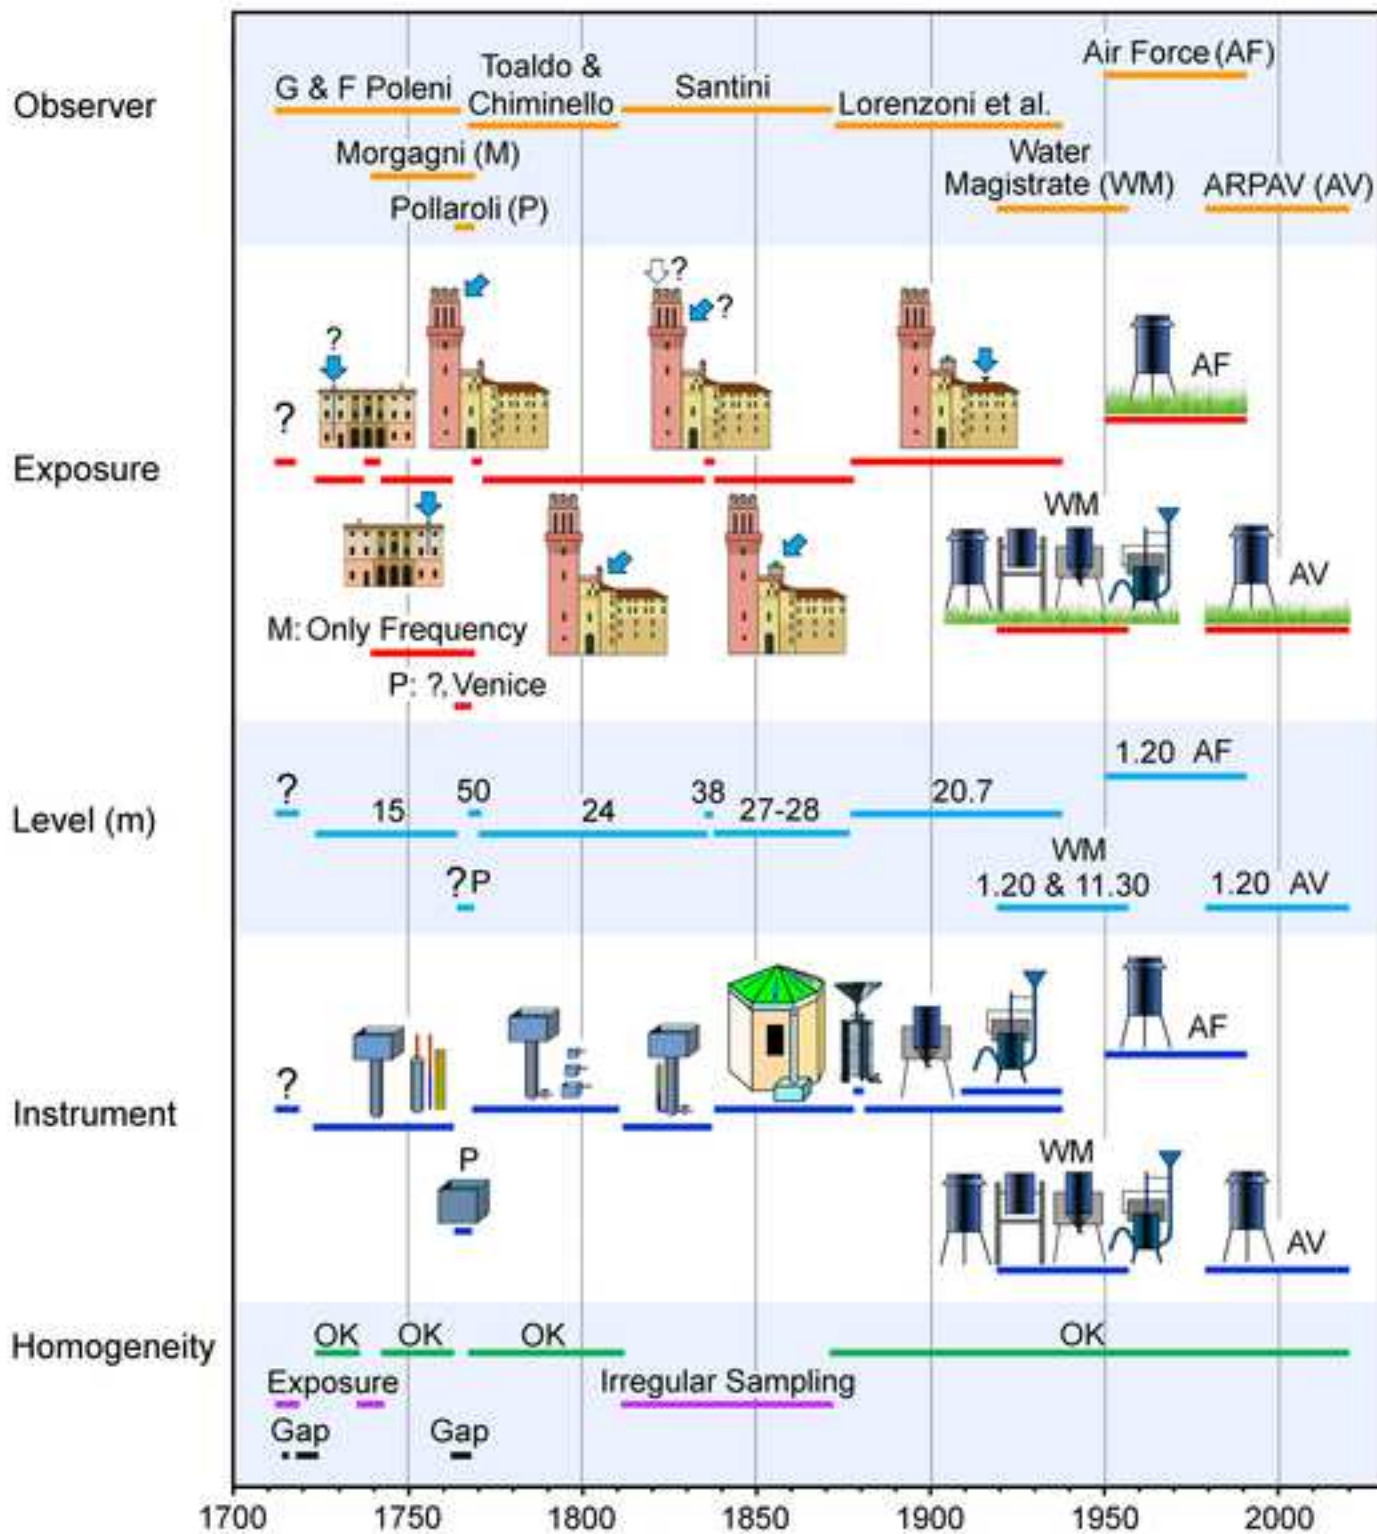 Observer
G & F Poleni
Toaldo &
Chiminello
Santini
Lorenzoni et al.
Air Force (AF)
Morgagni (M)
Water
Magistrate (WM)
ARPAV (AV)
Pollaroli (P)
Exposure
?
?
?
?
AF
WM
AV
M: Only Frequency
P: ?, Venice
Level (m)
?
15
50
24
38
27-28
20.7
1.20 AF
? P
WM
1.20 & 11.30
1.20 AV
Instrument
?
AF
P
WM
AV
Homogeneity
OK
OK
OK
OK
Exposure
Irregular Sampling
Gap
Gap
1700 1750 1800 1850 1900 1950 2000